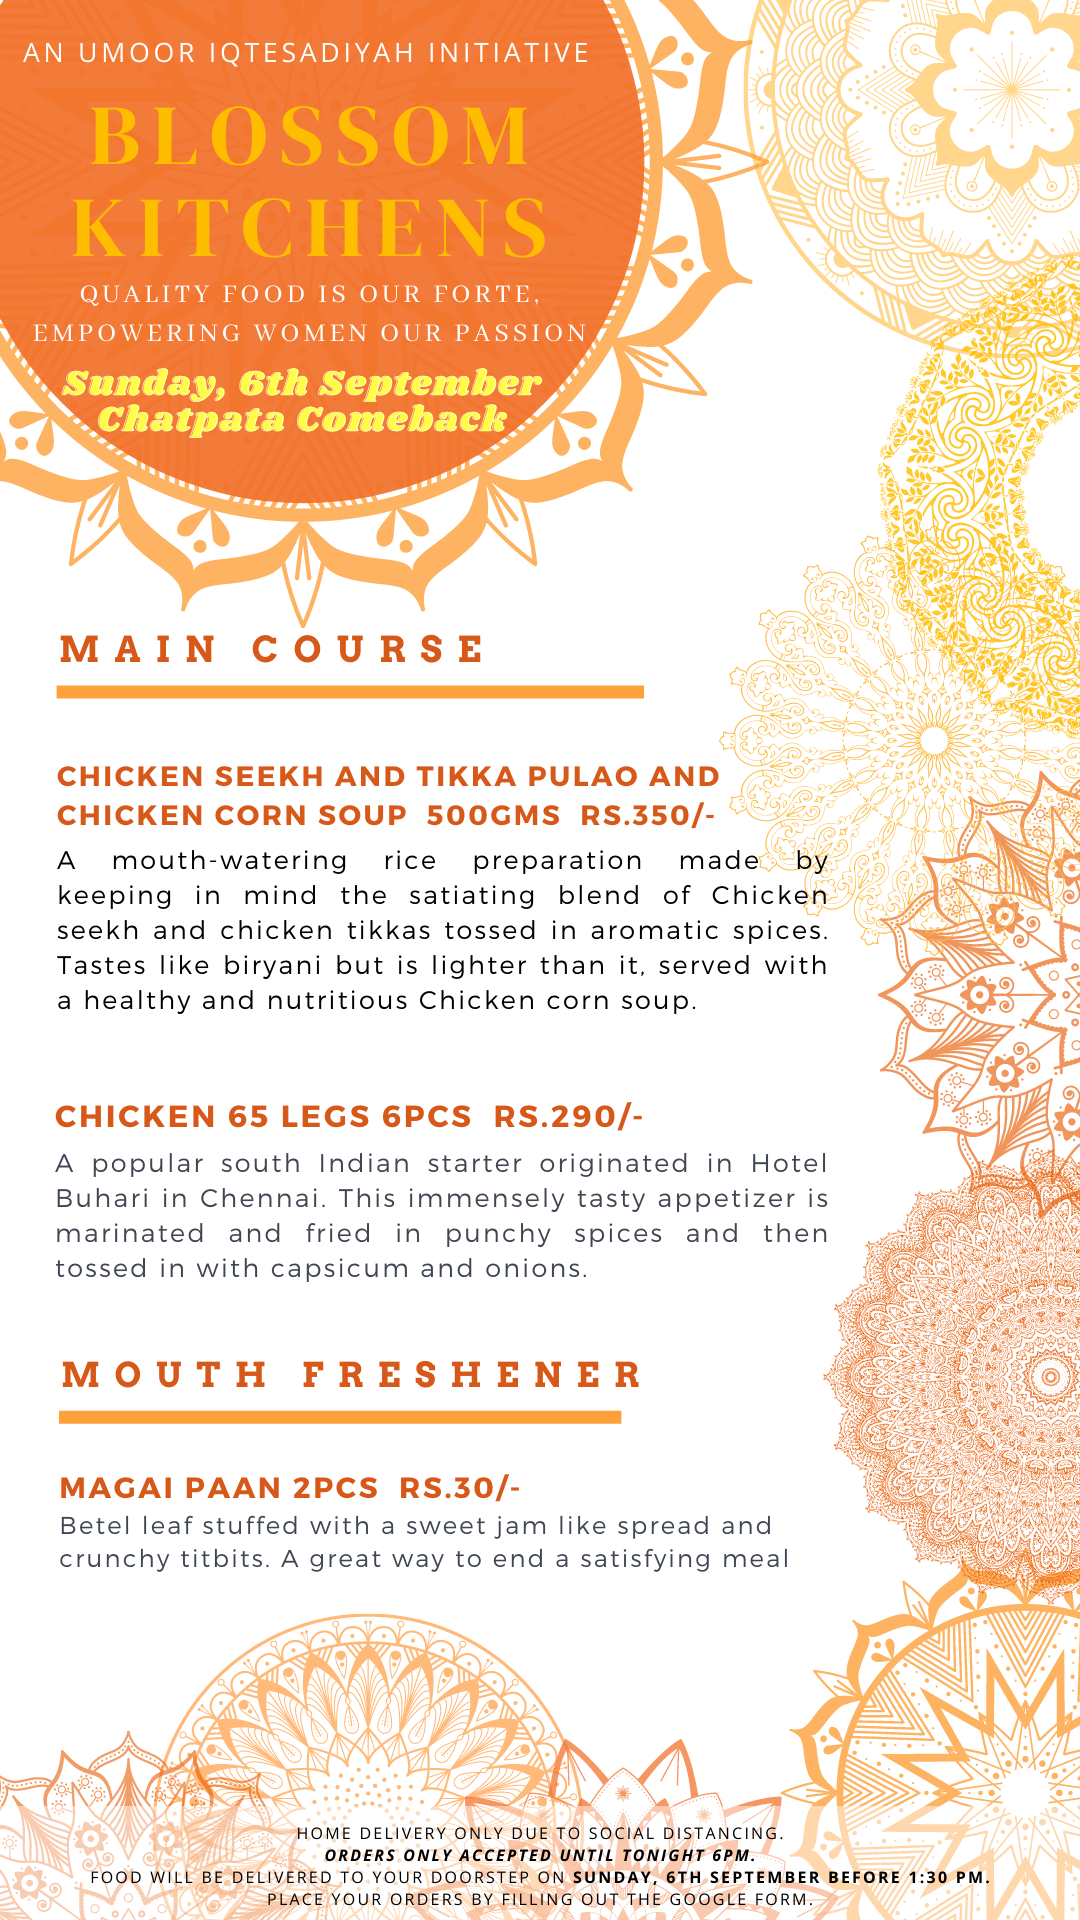 AN UMOOR IQTESADIYAH INITIATIVE
BLOSSOM
KITCHENS
QUALITY FOOD IS OUR FORTE,
EMPOWERING WOMEN OUR PASSION
Sunday, 6th September
Chatpata Comeback
MAIN COURSE
CHICKEN SEEKH AND TIKKA PULAO AND
CHICKEN CORN SOUP 500GMS RS.350/-
A mouth-watering rice preparation made by
keeping in mind the satiating blend of Chicken
seekh and chicken tikkas tossed in aromatic spices.
Tastes like biryani but is lighter than it, served with
a healthy and nutritious Chicken corn soup.
CHICKEN 65 LEGS 6PCS RS.290/-
A popular south Indian starter originated in Hotel
Buhari in Chennai. This immensely tasty appetizer is
marinated and fried in punchy spices and then
tossed in with capsicum and onions.
MOUTH FRESHENER
MAGAI PAAN 2PCS RS.30/-
Betel leaf stuffed with a sweet jam like spread and
crunchy titbits. A great way to end a satisfying meal
HOME DELIVERY ONLY DUE TO SOCIAL DISTANCING.
ORDERS ONLY ACCEPTED UNTIL TONIGHT 6PM.
FOOD WILL BE DELIVERED TO YOUR DOORSTEP ON SUNDAY, 6TH SEPTEMBER BEFORE 1:30 PM.
PLACE YOUR ORDERS BY FILLING OUT THE GOOGLE FORM.